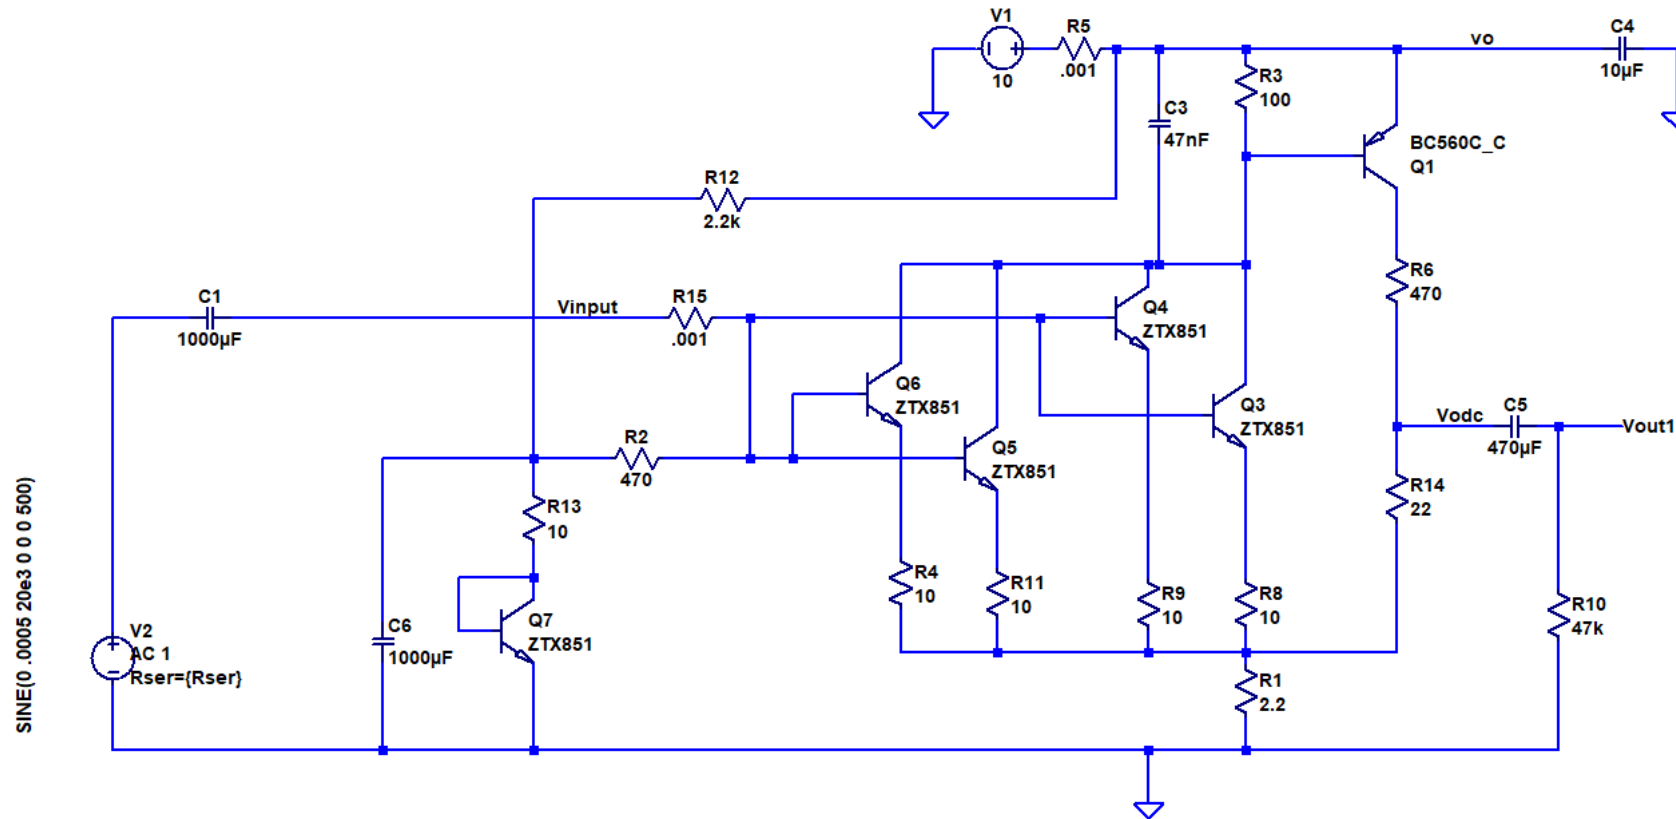 V1
10
R5
.001
vo
C4
10µF
R3
100
C3
47nF
BC560C_C
Q1
R12
2.2k
R6
470
C1
1000µF
Vinput
R15
.001
Q4
ZTX851
Q6
ZTX851
Q3
ZTX851
Vodc
C5
470µF
Vout1
R2
470
Q5
ZTX851
R14
22
R13
10
SINE(0 .0005 20e3 0 0 0 500)
R4
10
R11
10
R9
10
R8
10
R10
47k
Q7
ZTX851
C6
1000µF
V2
AC 1
Rser={Rser}
R1
2.2